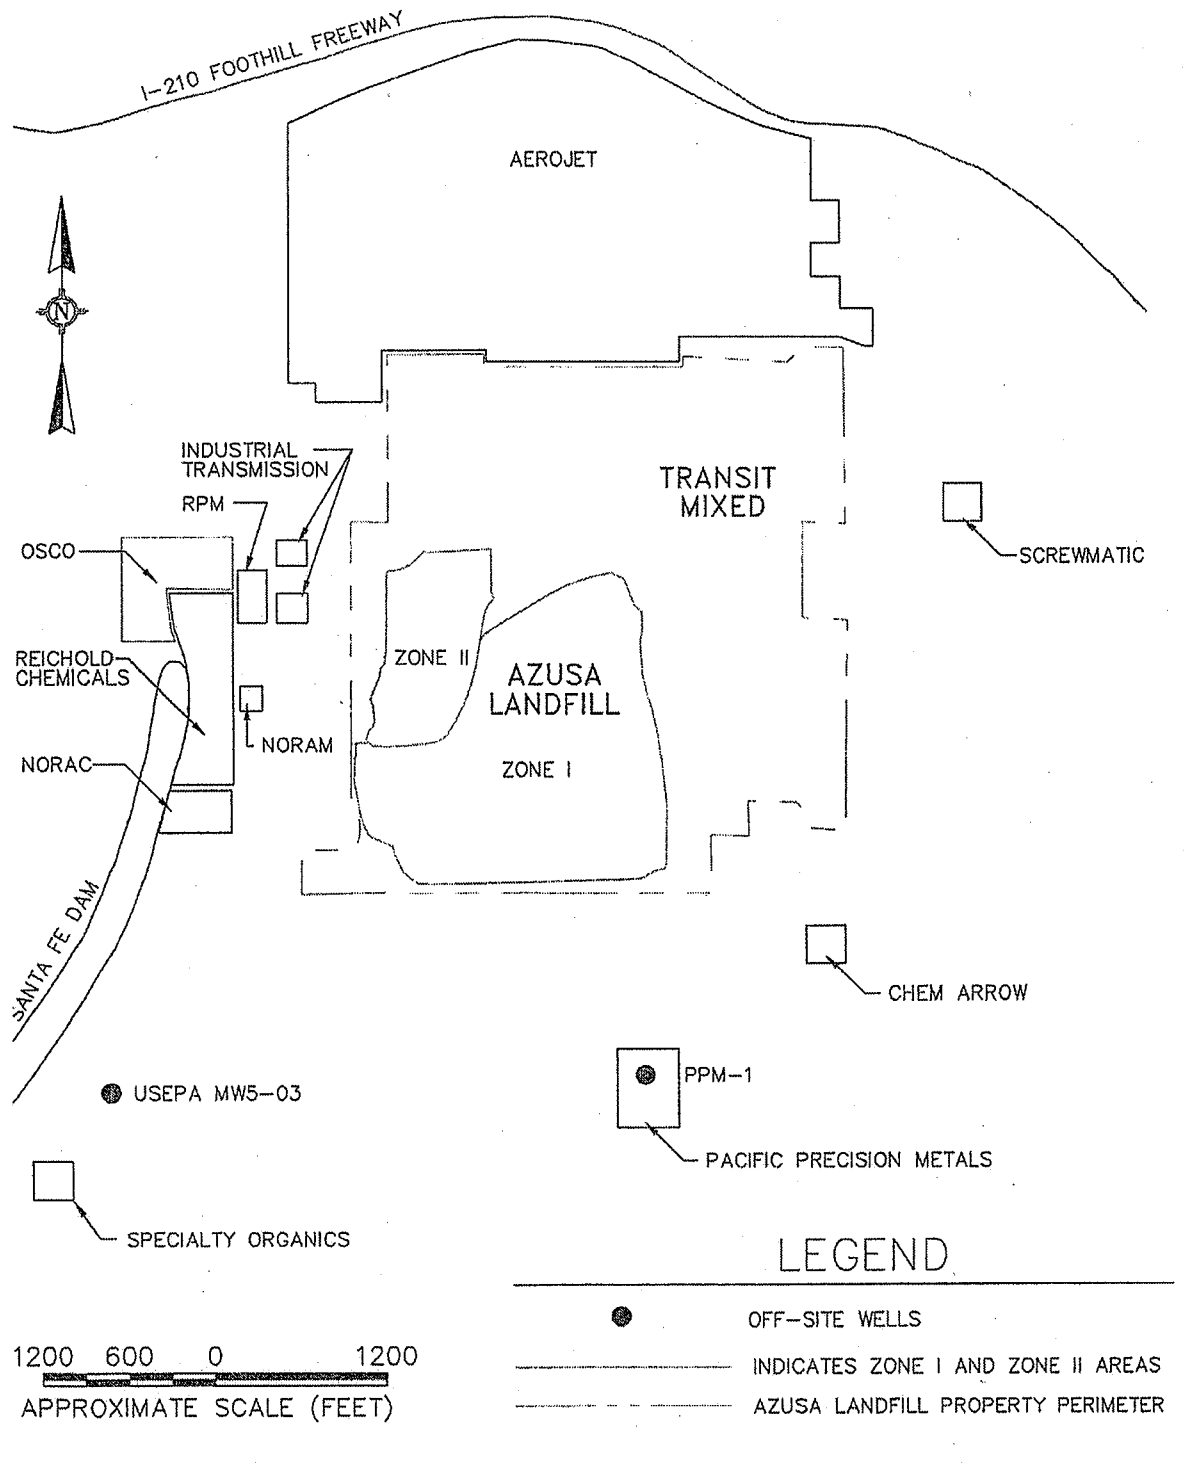 I-210 FOOTHILL FREEWAY
AEROJET
N
INDUSTRIAL
TRANSMISSION
RPM
TRANSIT
MIXED
OSCO
SCREWMATIC
REICHOLD
CHEMICALS
ZONE II
AZUSA
LANDFILL
NORAM
NORAC
ZONE I
SANTA FE DAM
CHEM ARROW
PPM-1
USEPA MW5-03
PACIFIC PRECISION METALS
SPECIALTY ORGANICS
LEGEND
OFF-SITE WELLS
INDICATES ZONE I AND ZONE II AREAS
AZUSA LANDFILL PROPERTY PERIMETER
1200 600 0 1200
APPROXIMATE SCALE (FEET)